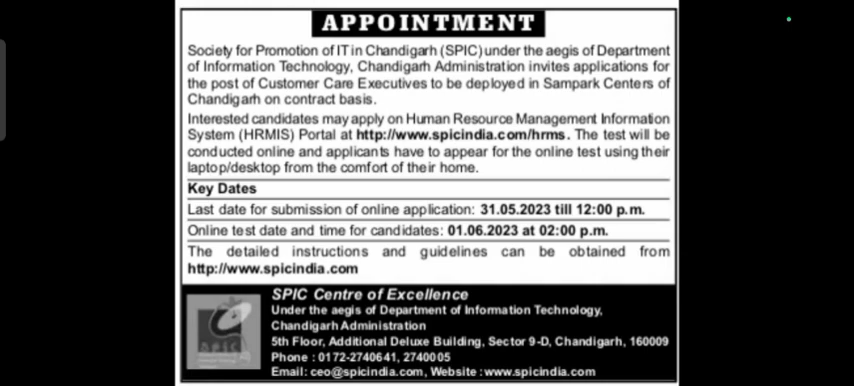 APPOINTMENT
Society for Promotion of IT in Chandigarh (SPIC) under the aegis of Department
of Information Technology, Chandigarh Administration invites applications for
the post of Customer Care Executives to be deployed in Sampark Centers of
Chandigarh on contract basis.
Interested candidates may apply on Human Resource Management Information
System (HRMIS) Portal at http://www.spicindia.com/hrms. The test will be
conducted online and applicants have to appear for the online test using their
laptop/desktop from the comfort of their home.
Key Dates
Last date for submission of online application: 31.05.2023 till 12:00 p.m.
Online test date and time for candidates: 01.06.2023 at 02:00 p.m.
The detailed instructions and guidelines can be obtained from
http://www.spicindia.com
SPIC Centre of Excellence
Under the aegis of Department of Information Technology,
Chandigarh Administration
5th Floor, Additional Deluxe Building, Sector 9-D, Chandigarh, 160009
Phone : 0172-2740641, 2740005
Email: ceo@spicindia.com, Website :www.spicindia.com